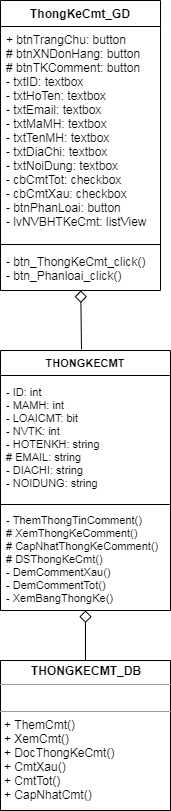 ThongKeCmt_GD
+ btnTrangChu: button
# btnXNDonHang: button
# btnTKComment: button
- txtID: textbox
- txtHoTen: textbox
- txtEmail: textbox
- txtMaMH: textbox
- txtTenMH: textbox
- txtDiaChi: textbox
- txtNoiDung: textbox
- cbCmtTot: checkbox
- cbCmtXau: checkbox
- btnPhanLoai: button
- lvNVBHTKeCmt: listView
- btn_ThongKeCmt_click()
- btn_Phanloai_click()
THONGKECMT
- ID: int
- MAMH: int
- LOAICMT: bit
- NVTK: int
- HOTENKH: string
# EMAIL: string
- DIACHI: string
- NOIDUNG: string
- ThemThongTinComment()
# XemThongKeComment()
# CapNhatThongKeComment()
# DSThongKeCmt()
- DemCommentXau()
- DemCommentTot()
- XemBangThongKe()
THONGKECMT_DB
+ ThemCmt()
+ XemCmt()
+ DocThongKeCmt()
+ CmtXau()
+ CmtTot()
+ CapNhatCmt()